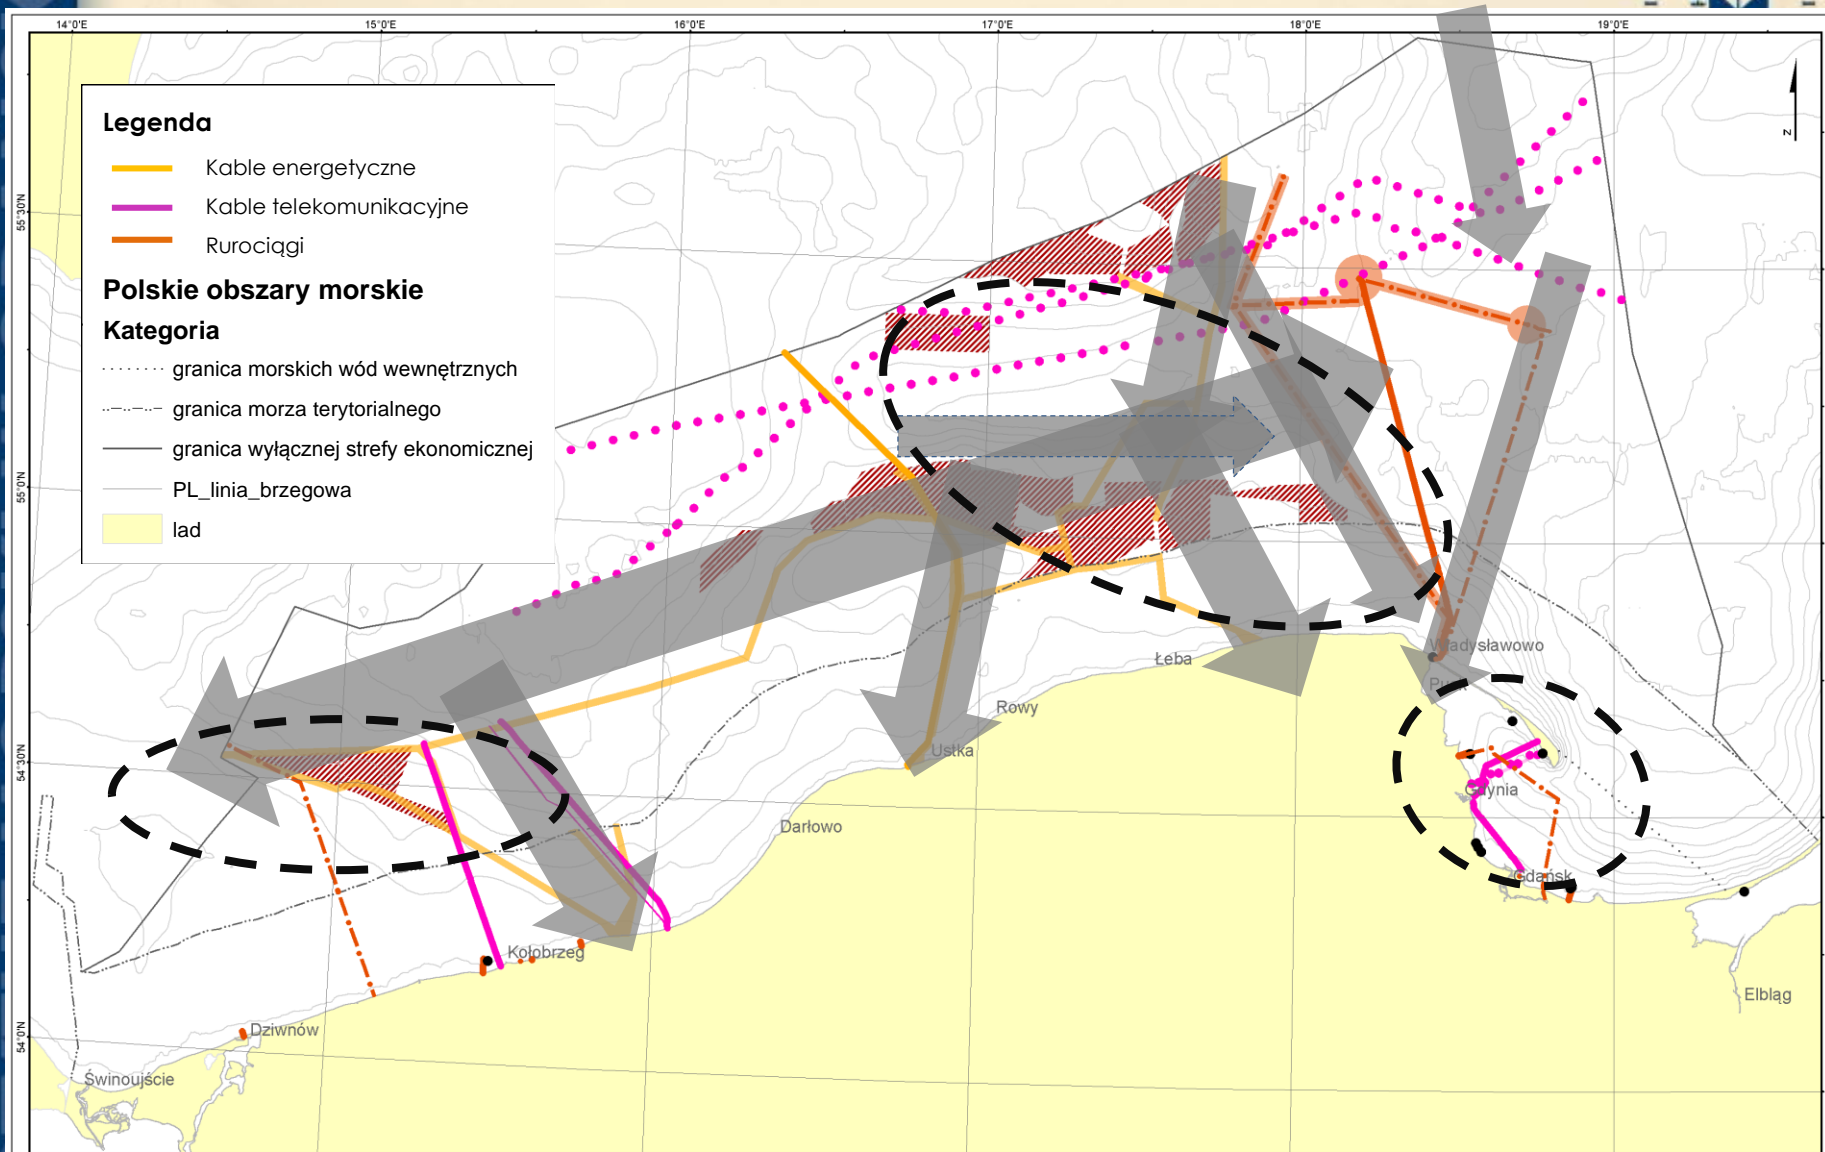 14°0'E
15°0'E
16°0'E
17°0'E
18°0'E
19°0'E
55°30'N
55°0'N
54°30'N
54°0'N
N
Legenda
Kable energetyczne
Kable telekomunikacyjne
Rurociągi
Polskie obszary morskie
Kategoria
granica morskich wód wewnętrznych
granica morza terytorialnego
granica wyłącznej strefy ekonomicznej
PL_linia_brzegowa
lad
Władysławowo
Puck
Łeba
Rowy
Ustka
Gdynia
Darłowo
Gdańsk
Kołobrzeg
Elbląg
Dziwnów
Świnoujście